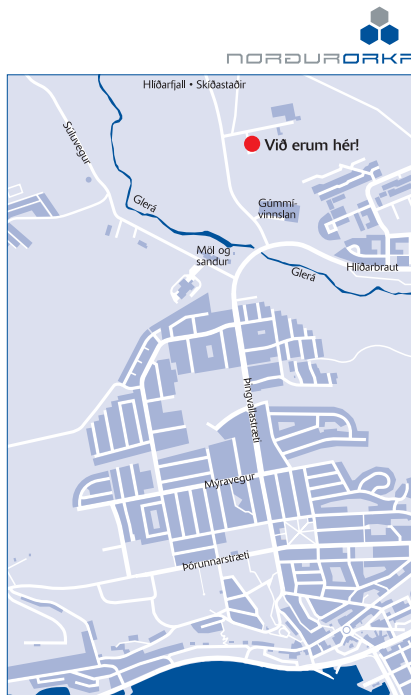 NORÐURORKA
Hlíðarfjall • Skíðastaðir
Súluvegur
Við erum hér!
Glerá
Gúmmí-
vinnslan
Möl og
sandur
Glerá
Hlíðarbraut
Þingvallastræti
Mýravegur
Þórunnarstræti